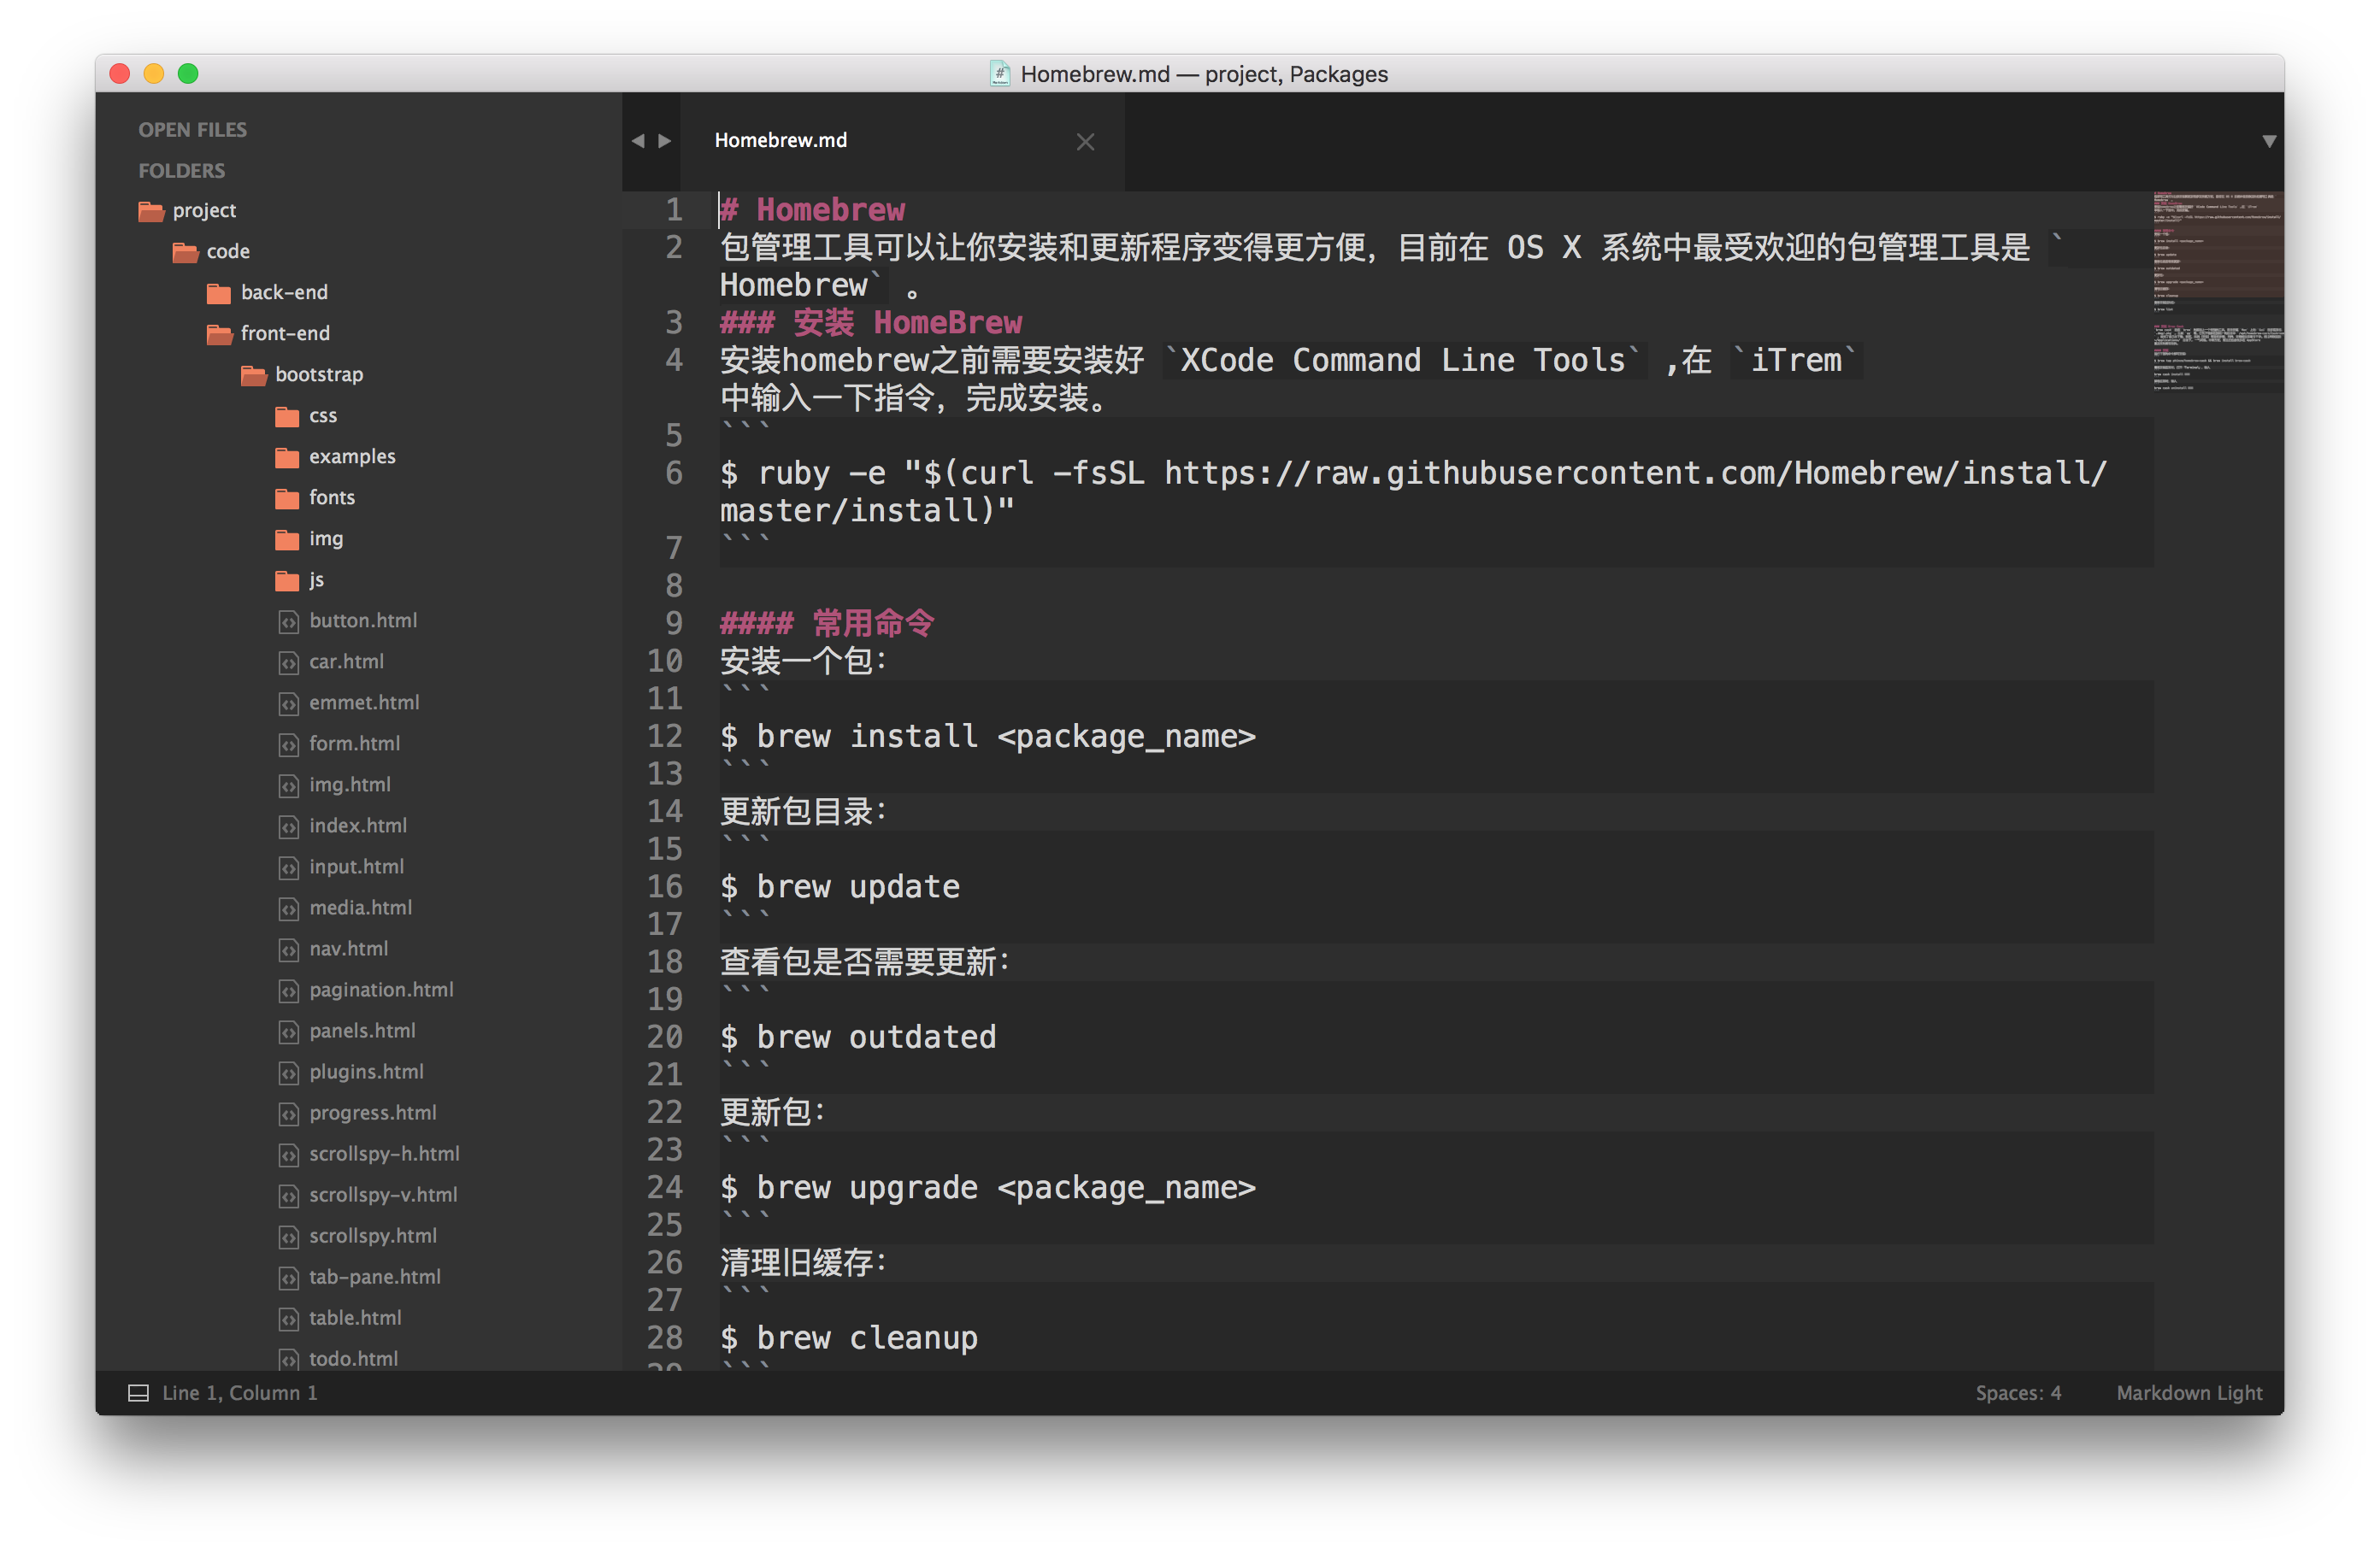 Homebrew.md — project, Packages
OPEN FILES
FOLDERS
project
code
back-end
front-end
bootstrap
css
examples
fonts
img
js
button.html
car.html
emmet.html
form.html
img.html
index.html
input.html
media.html
nav.html
pagination.html
panels.html
plugins.html
progress.html
scrollspy-h.html
scrollspy-v.html
scrollspy.html
tab-pane.html
table.html
todo.html
Homebrew.md
1 # Homebrew
2 包管理工具可以让你安装和更新程序变得更方便，目前在 OS X 系统中最受欢迎的包管理工具是 `
Homebrew` 。
3 ### 安装 HomeBrew
4 安装homebrew之前需要安装好 `XCode Command Line Tools` ,在 `iTrem`
中输入一下指令，完成安装。
5 ```
6 $ ruby -e "$(curl -fsSL https://raw.githubusercontent.com/Homebrew/install/
master/install)"
7 ```
8
9 #### 常用命令
10 安装一个包：
11 ```
12 $ brew install <package_name>
13 ```
14 更新包目录：
15 ```
16 $ brew update
17 ```
18 查看包是否需要更新：
19 ```
20 $ brew outdated
21 ```
22 更新包：
23 ```
24 $ brew upgrade <package_name>
25 ```
26 清理旧缓存：
27 ```
28 $ brew cleanup
29 ```
Line 1, Column 1
Spaces: 4
Markdown Light